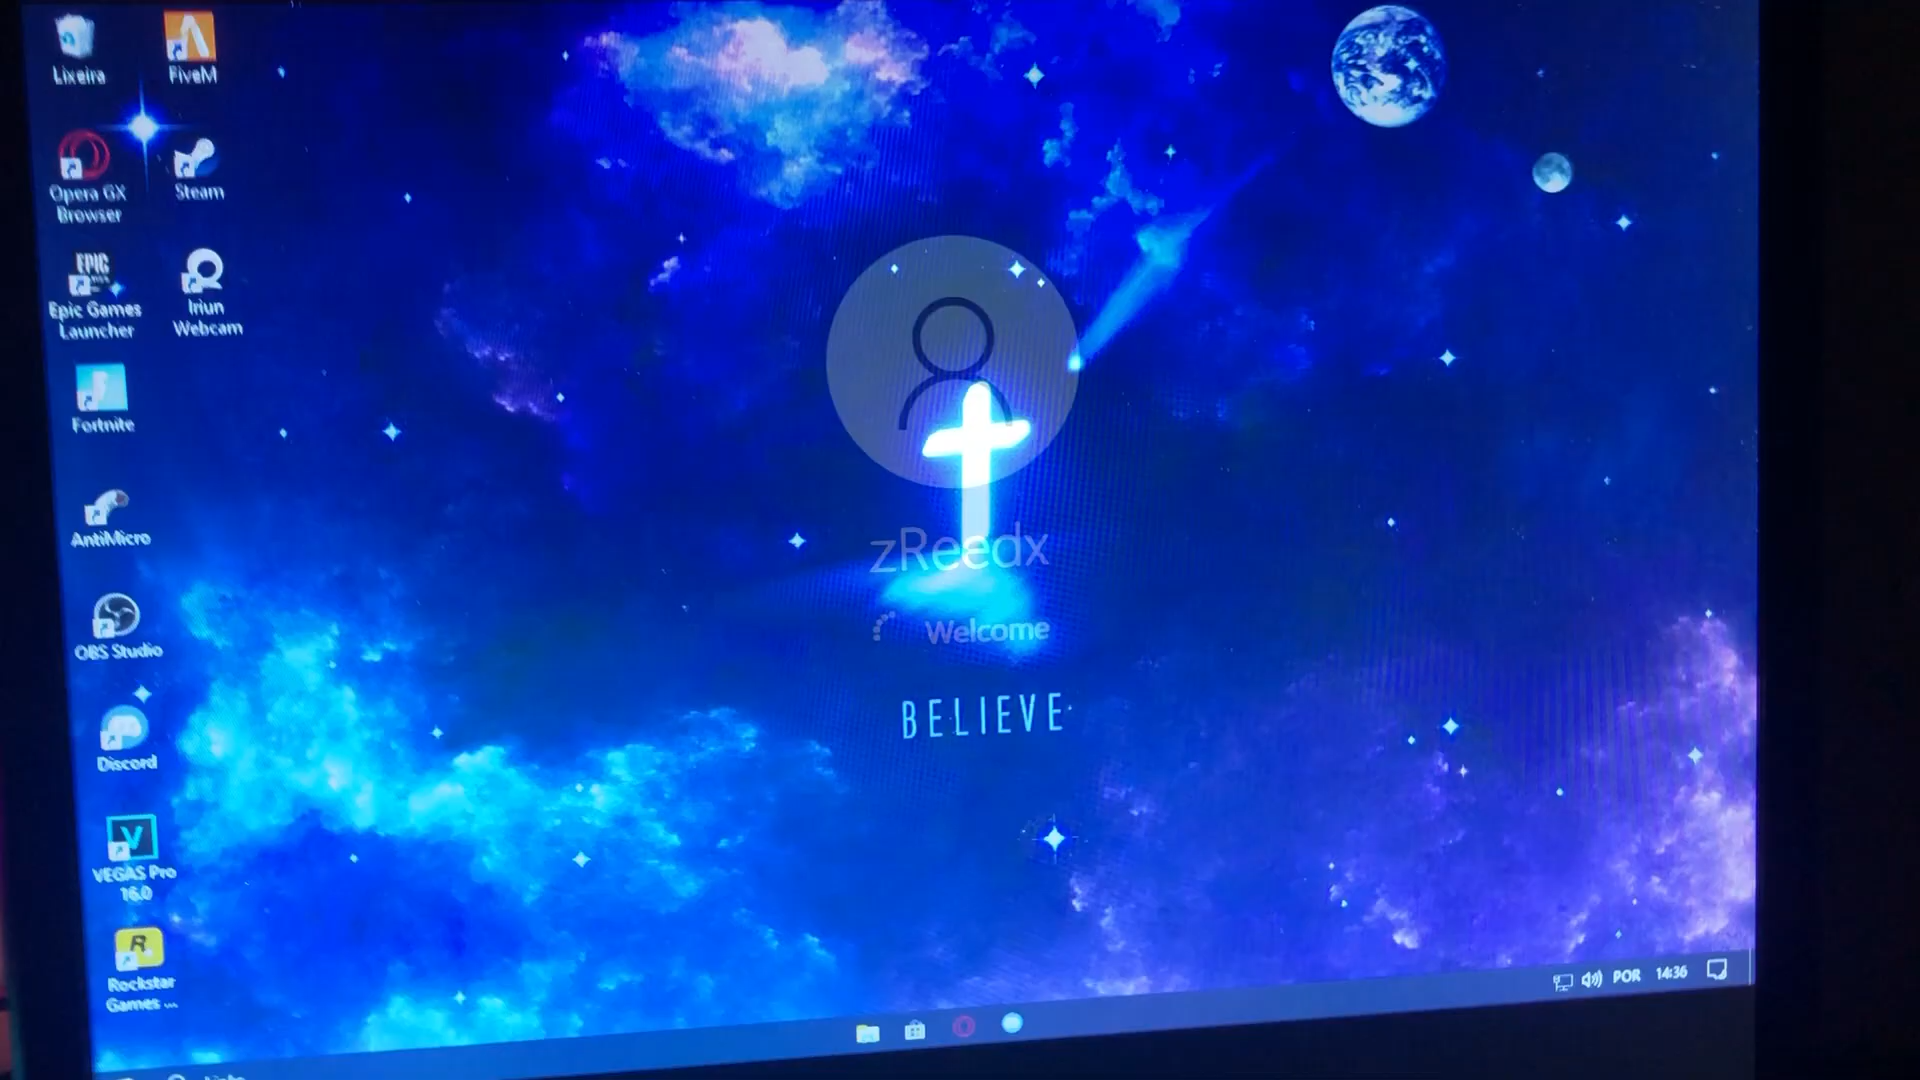 Lixeira
FiveM
Opera GX
Browser
Steam
EPIC
Epic Games
Launcher
Iriun
Webcam
Fortnite
AntiMicro
OBS Studio
Discord
VEGAS Pro
16.0
Rockstar
Games ...
zReedx
Welcome
BELIEVE
POR 14:36